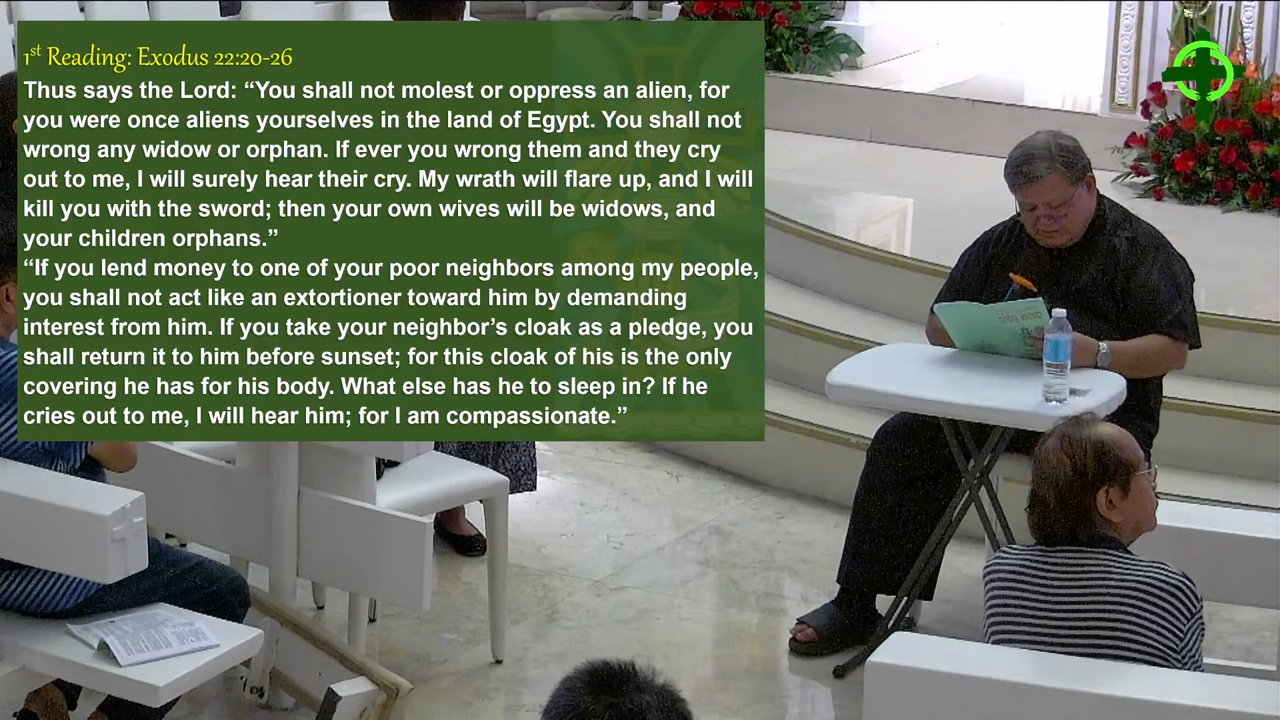 1st Reading: Exodus 22:20-26
Thus says the Lord: “You shall not molest or oppress an alien, for
you were once aliens yourselves in the land of Egypt. You shall not
wrong any widow or orphan. If ever you wrong them and they cry
out to me, I will surely hear their cry. My wrath will flare up, and I will
kill you with the sword; then your own wives will be widows, and
your children orphans.”
“If you lend money to one of your poor neighbors among my people,
you shall not act like an extortioner toward him by demanding
interest from him. If you take your neighbor’s cloak as a pledge, you
shall return it to him before sunset; for this cloak of his is the only
covering he has for his body. What else has he to sleep in? If he
cries out to me, I will hear him; for I am compassionate.”